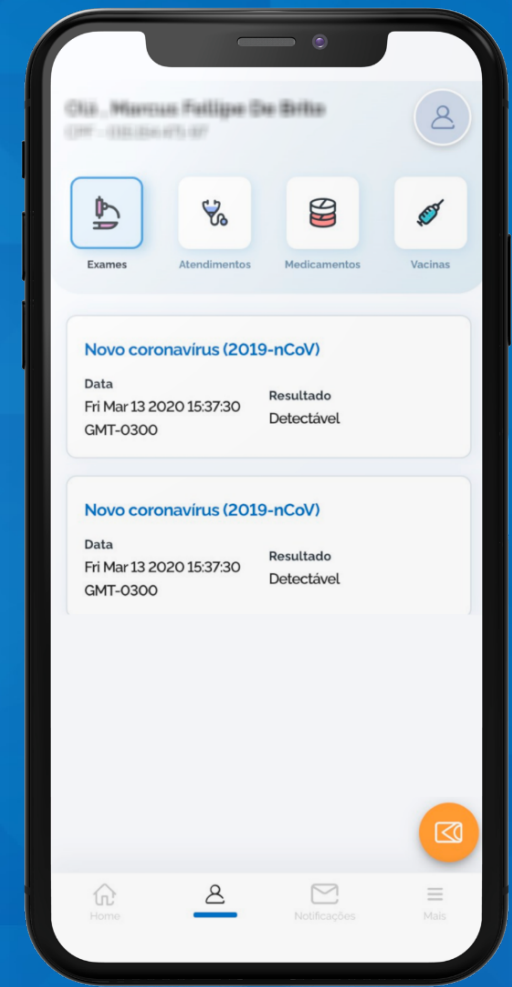 Exames
Atendimentos
Medicamentos
Vacinas
Novo coronavírus (2019-nCoV)
Data
Fri Mar 13 2020 15:37:30
GMT-0300
Resultado
Detectável
Novo coronavírus (2019-nCoV)
Data
Fri Mar 13 2020 15:37:30
GMT-0300
Resultado
Detectável
Home
Notificações
Mais